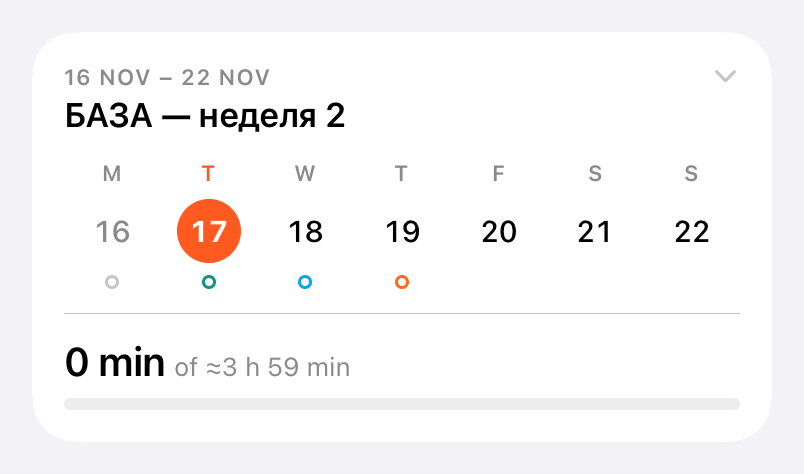 16 NOV – 22 NOV
БАЗА — неделя 2
M T W T F S S
16 17 18 19 20 21 22
0 min of ≈3 h 59 min